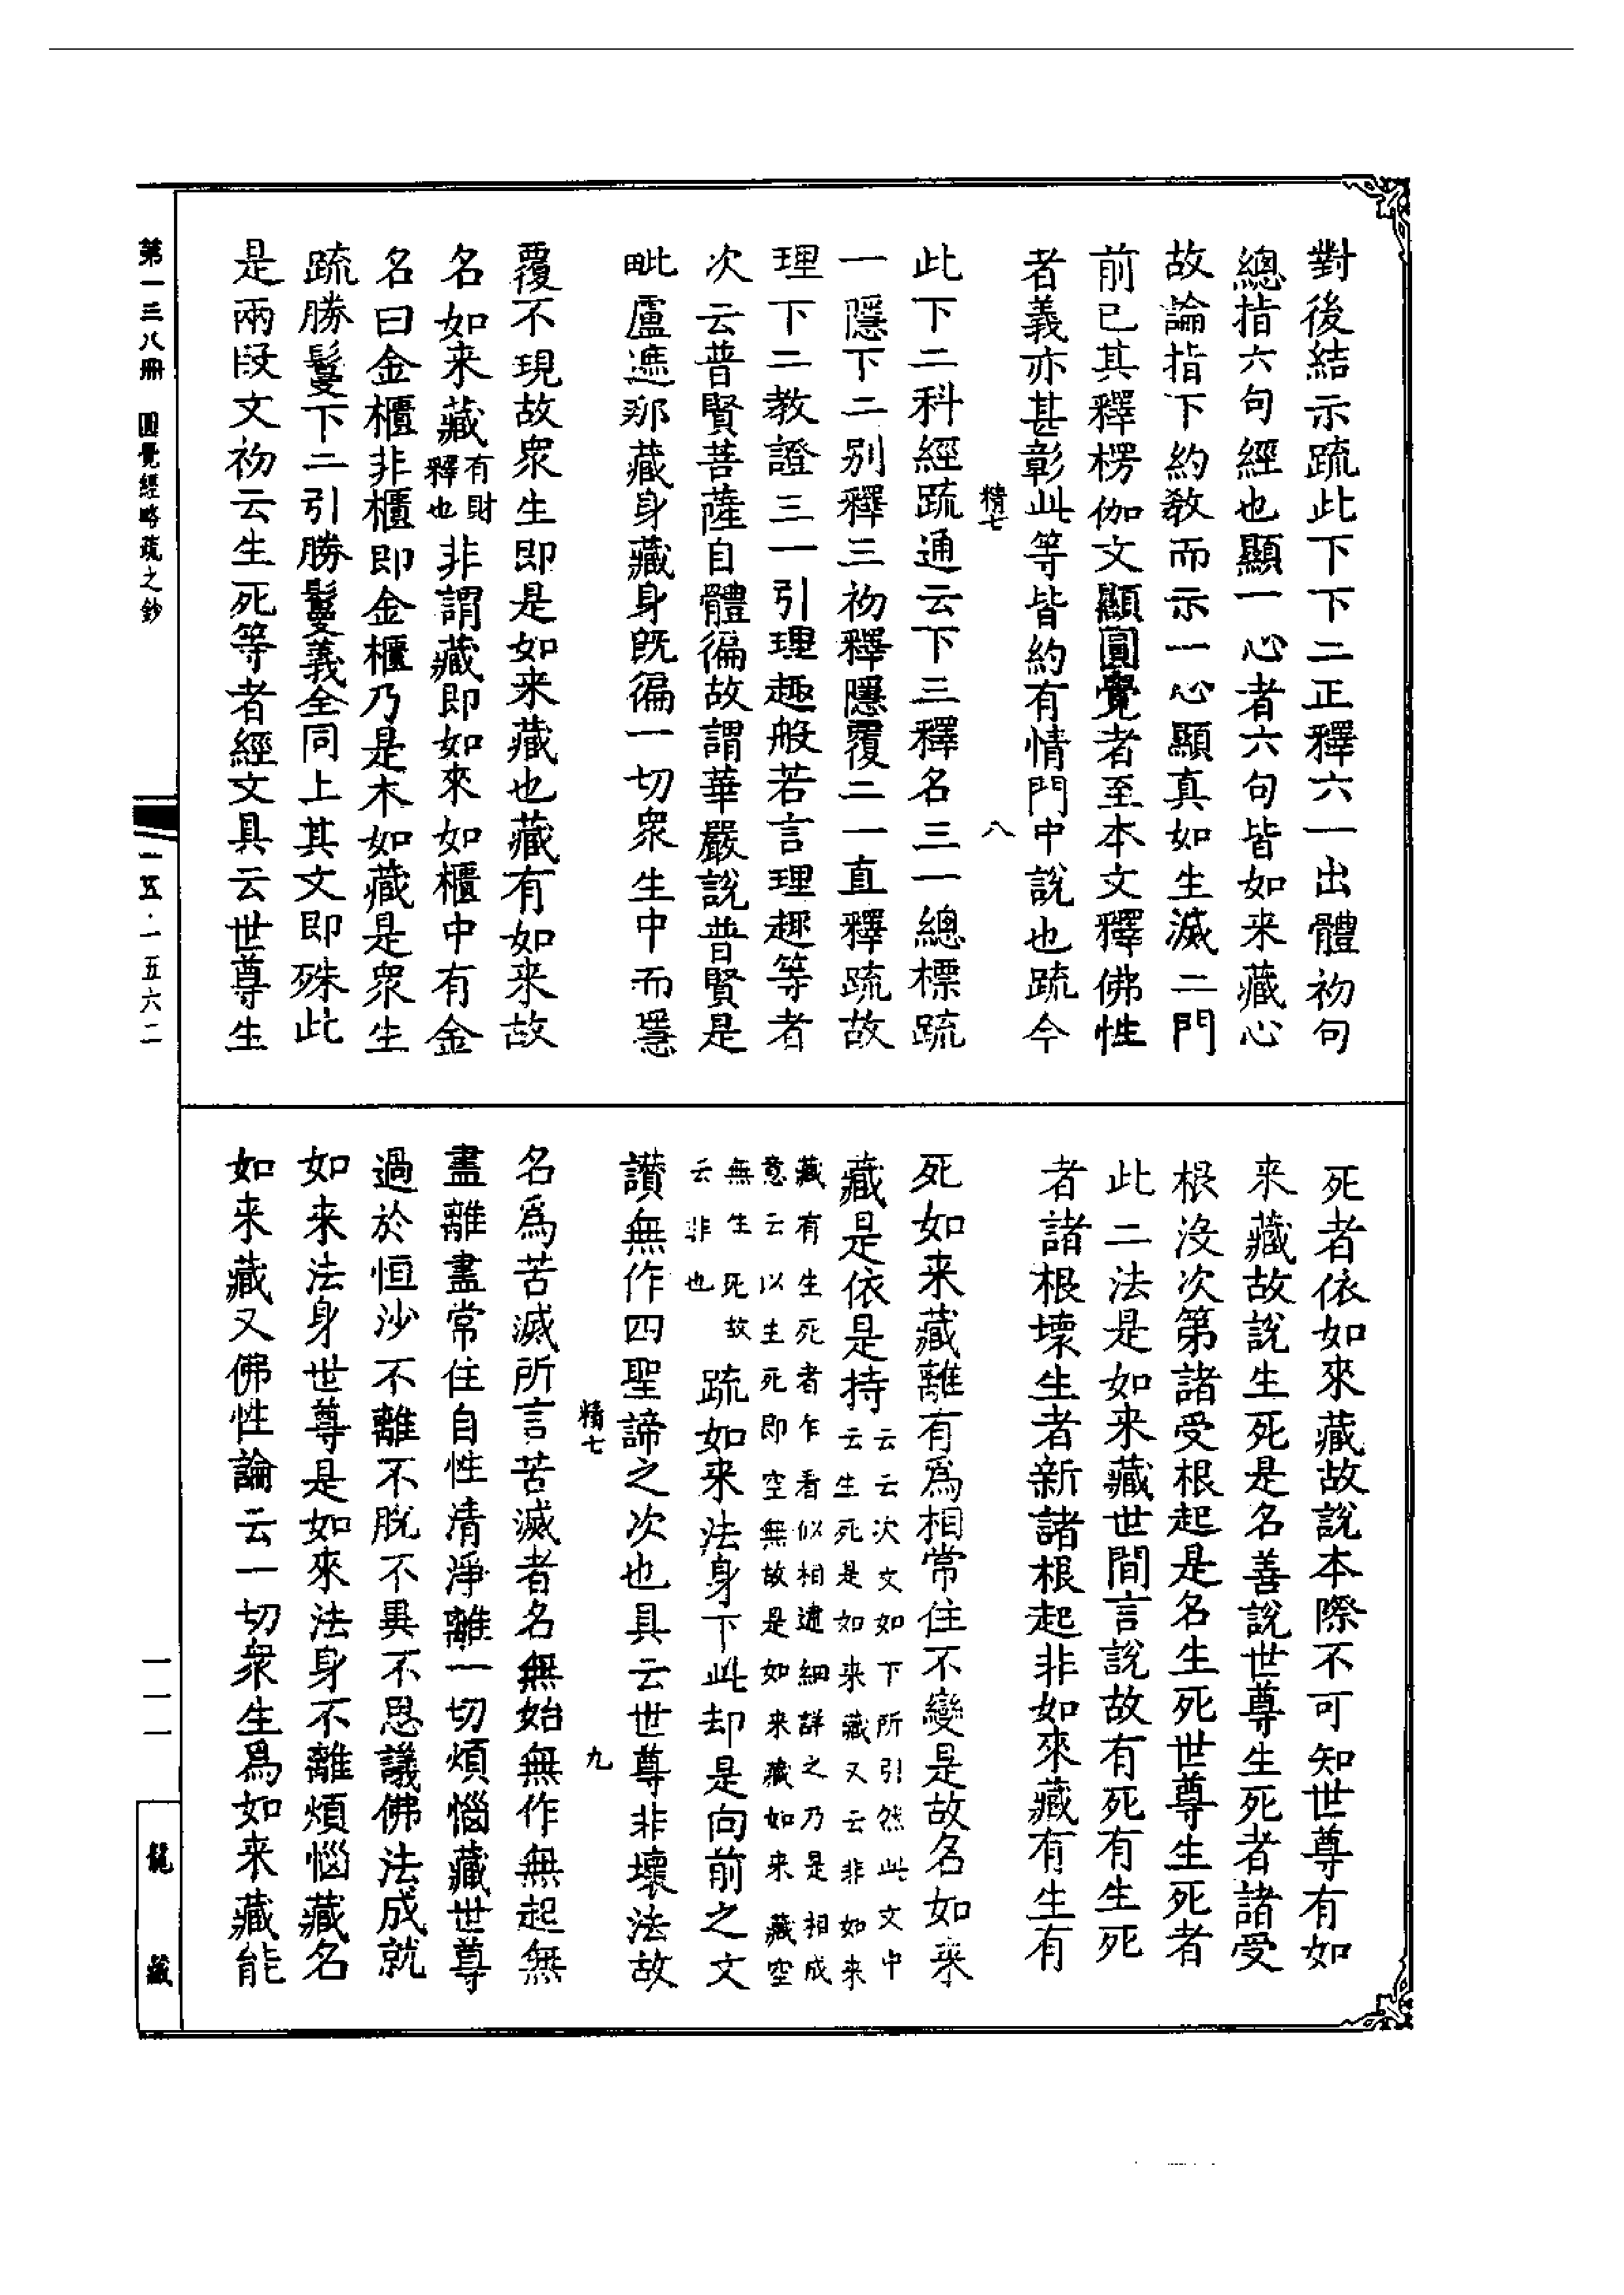 對後結示疏此下下二正釋六一出體初句
總指六句經也顯一心者六句皆如来藏心
故論指下約教而示一心顯真如生滅二門
前已其釋楞伽文顯圓覺者至本文釋佛性
者義亦甚彰此等皆約有情門中說也疏今
精七 八
此下二科經疏通云下三釋名三一總標疏
一隱下二別釋三初釋隱覆二一直釋疏故
理下二教證三一引理趣般若言理趣等者
次云普賢菩薩自體徧故謂華嚴說普賢是
毗盧遮那藏身藏身既徧一切衆生中而隱
覆不現故衆生即是如来藏也藏有如来故
名如来藏有財釋也非謂藏即如來如櫃中有金
名曰金櫃非櫃即金櫃乃是木如藏是衆生
疏勝鬘下二引勝鬘義全同上其文即殊此
是兩段文初云生死等者經文具云世尊生
死者依如來藏故說本際不可知世尊有如
来藏故說生死是名善說世尊生死者諸受
根沒次第諸受根起是名生死世尊生死者
此二法是如来藏世間言說故有死有生死
者諸根壞生者新諸根起非如來藏有生有
死如来藏離有爲相常住不變是故名如来
藏是依是持云云次文如下所引然此文中云生死是如来藏又云非如来
藏有生死者乍看似相違細詳之乃是相成意云以生死即空無故是如来藏如来藏空
無生死故云非也疏如来法身下此却是向前之文
讚無作四聖諦之次也具云世尊非壞法故
精七 九
名爲苦滅所言苦滅者名無始無作無起無
盡離盡常住自性清淨離一切煩惱藏世尊
過於恒沙不離不脫不異不思議佛法成就
如来法身世尊是如來法身不離煩惱藏名
如来藏又佛性論云一切衆生爲如来藏能
第一三八冊 圓覺經略疏之鈔
一五·一五六二
一一一
龍藏